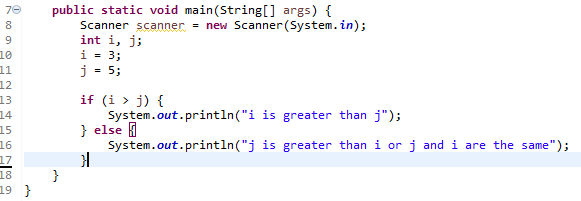 7 public static void main(String[] args) {
8 Scanner scanner = new Scanner(System.in);
9 int i, j;
10 i = 3;
11 j = 5;
12
13 if (i > j) {
14 System.out.println("i is greater than j");
15 } else {
16 System.out.println("j is greater than i or j and i are the same");
17 }
18 }
19 }